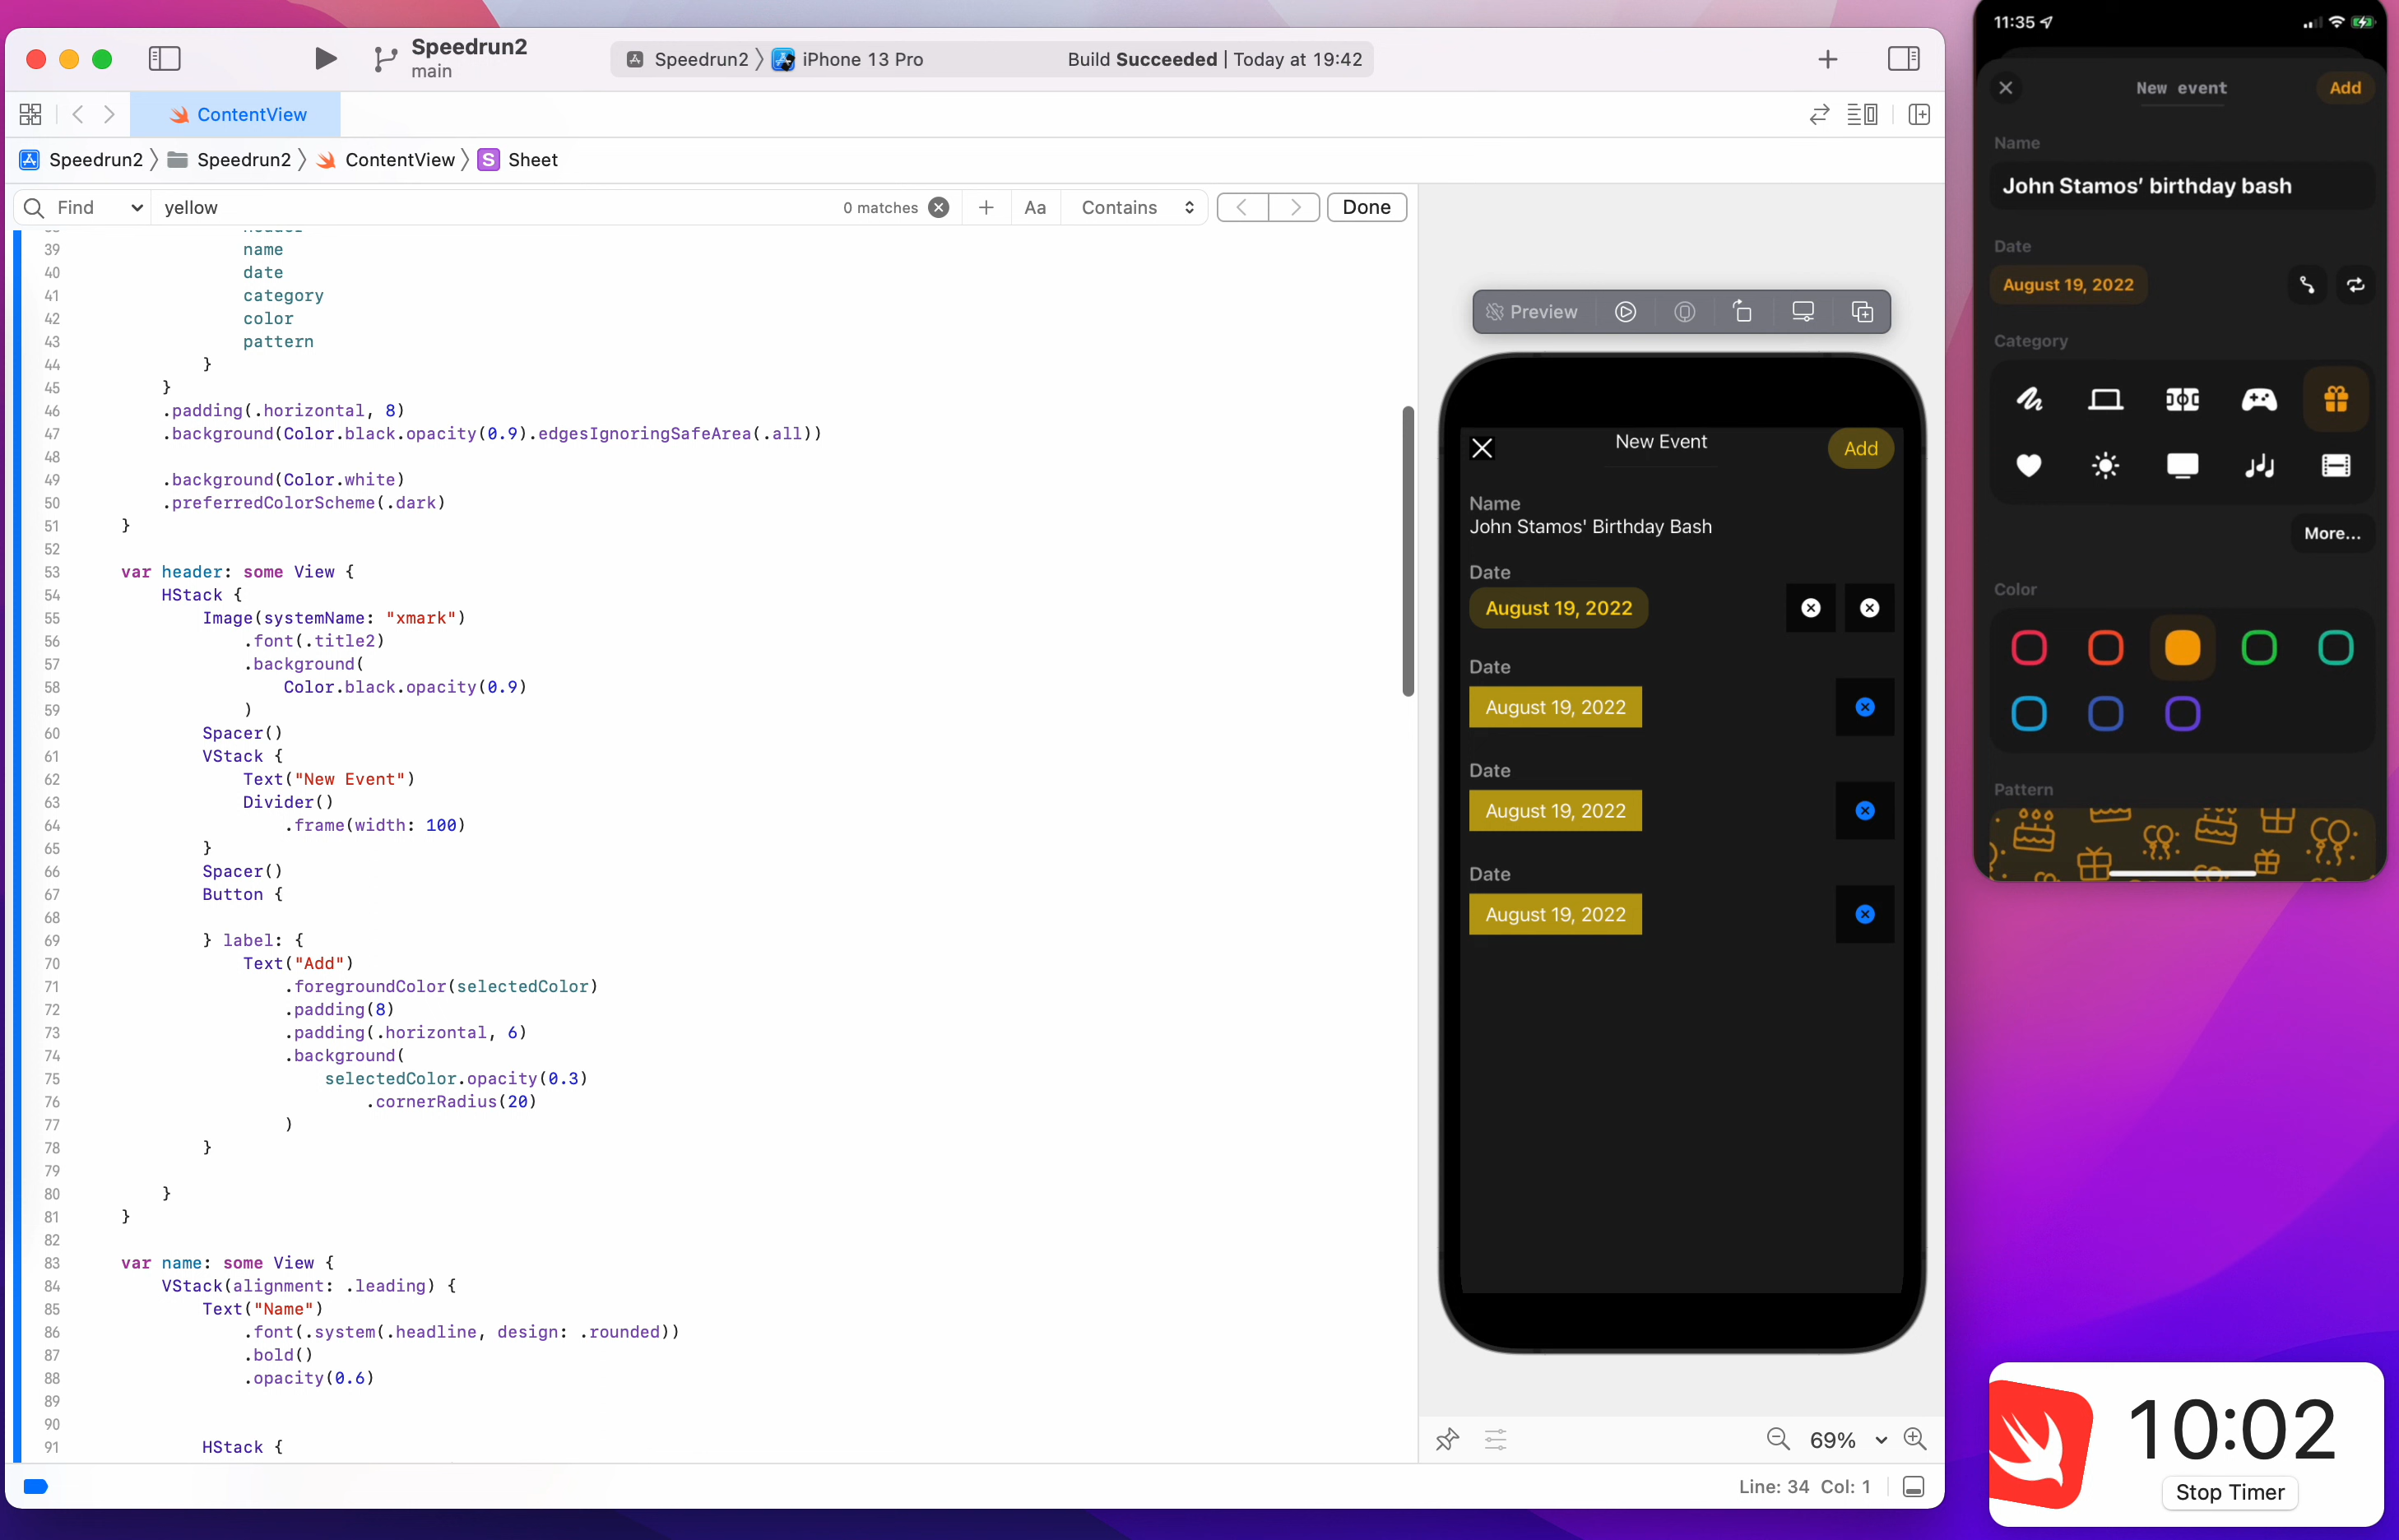 Speedrun2
main
Speedrun2 〉 iPhone 13 Pro
Build Succeeded | Today at 19:42
ContentView
Speedrun2 〉 Speedrun2 〉 ContentView 〉 S Sheet
Find
yellow
0 matches
Aa
Contains
Done
39 name
40 date
41 category
42 color
43 pattern
44 }
45 }
46 .padding(.horizontal, 8)
47 .background(Color.black.opacity(0.9).edgesIgnoringSafeArea(.all))
48
49 .background(Color.white)
50 .preferredColorScheme(.dark)
51 }
52
53 var header: some View {
54 HStack {
55 Image(systemName: "xmark")
56 .font(.title2)
57 .background(
58 Color.black.opacity(0.9)
59 )
60 Spacer()
61 VStack {
62 Text("New Event")
63 Divider()
64 .frame(width: 100)
65 }
66 Spacer()
67 Button {
68
69 } label: {
70 Text("Add")
71 .foregroundColor(selectedColor)
72 .padding(8)
73 .padding(.horizontal, 6)
74 .background(
75 selectedColor.opacity(0.3)
76 .cornerRadius(20)
77 )
78 }
79
80 }
81 }
82
83 var name: some View {
84 VStack(alignment: .leading) {
85 Text("Name")
86 .font(.system(.headline, design: .rounded))
87 .bold()
88 .opacity(0.6)
89
90
91 HStack {
Preview
New Event
Add
Name
John Stamos' Birthday Bash
Date
August 19, 2022
Date
August 19, 2022
Date
August 19, 2022
Date
August 19, 2022
69%
Line: 34 Col: 1
11:35
New event
Add
Name
John Stamos’ birthday bash
Date
August 19, 2022
Category
More...
Color
Pattern
10:02
Stop Timer